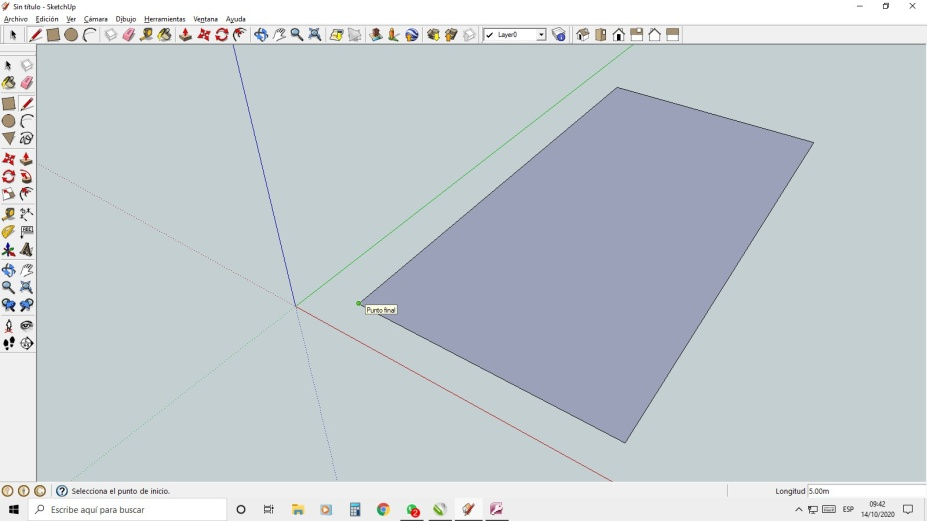 Sin título - SketchUp
Archivo Edición Ver Cámara Dibujo Herramientas Ventana Ayuda
Layer0
Punto final
Selecciona el punto de inicio.
Longitud 5.00m
Escribe aquí para buscar
2
ESP
09:42
14/10/2020